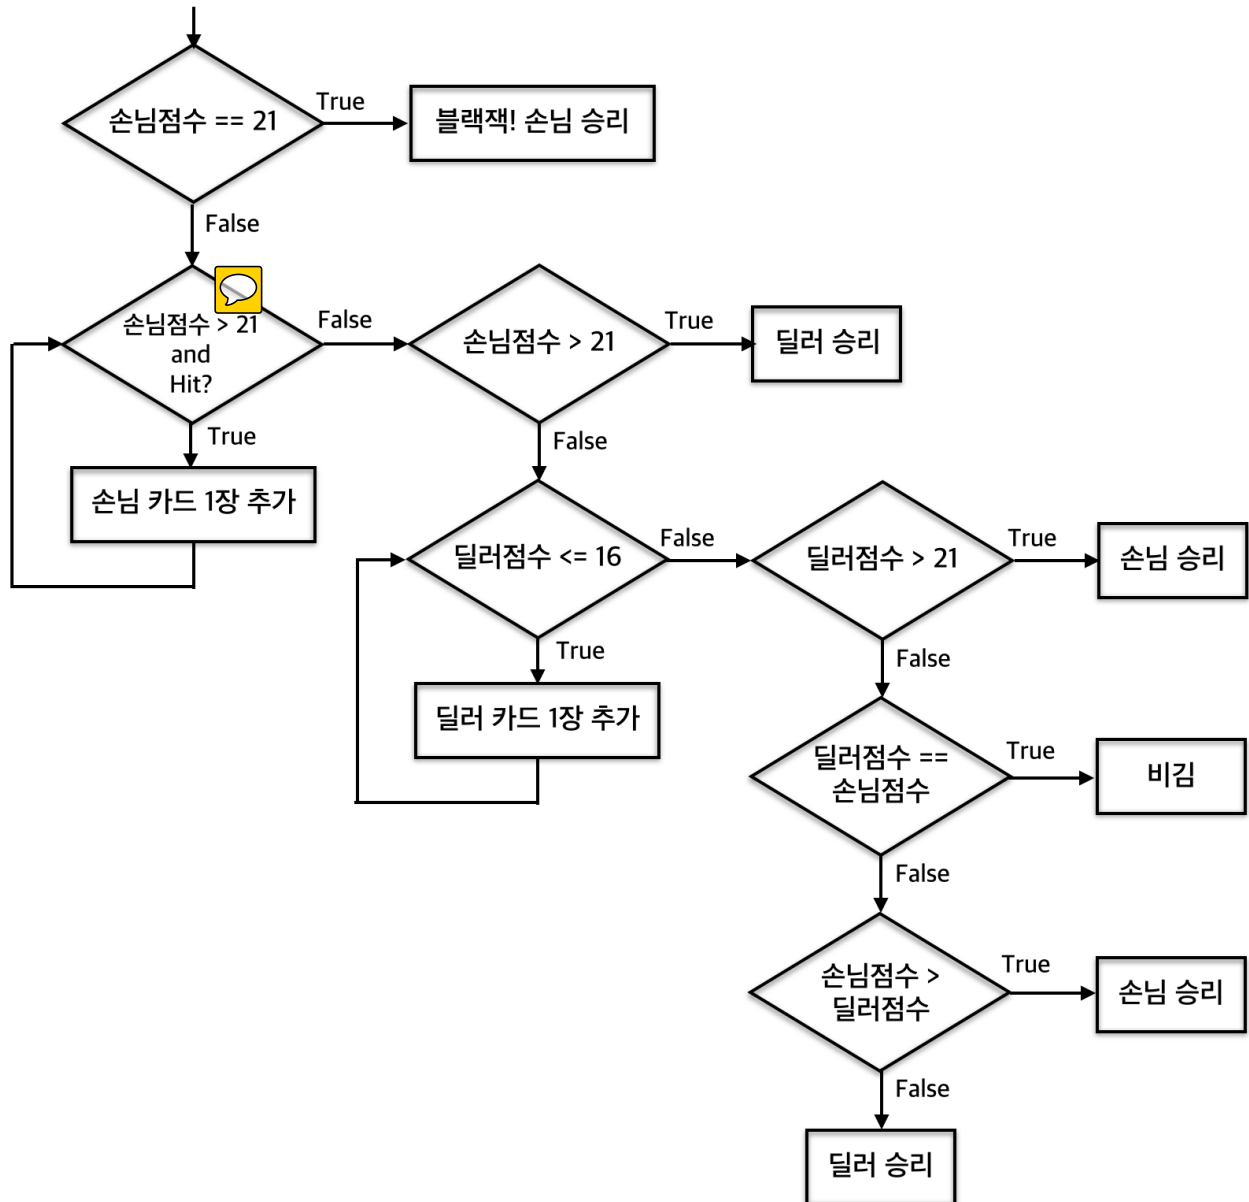 손님점수 == 21
True
블랙잭! 손님 승리
False
손님점수 > 21
and
Hit?
False
손님점수 > 21
True
딜러 승리
True
손님 카드 1장 추가
False
딜러점수 <= 16
False
딜러점수 > 21
True
손님 승리
True
딜러 카드 1장 추가
False
딜러점수 ==
손님점수
True
비김
False
손님점수 >
딜러점수
True
손님 승리
False
딜러 승리